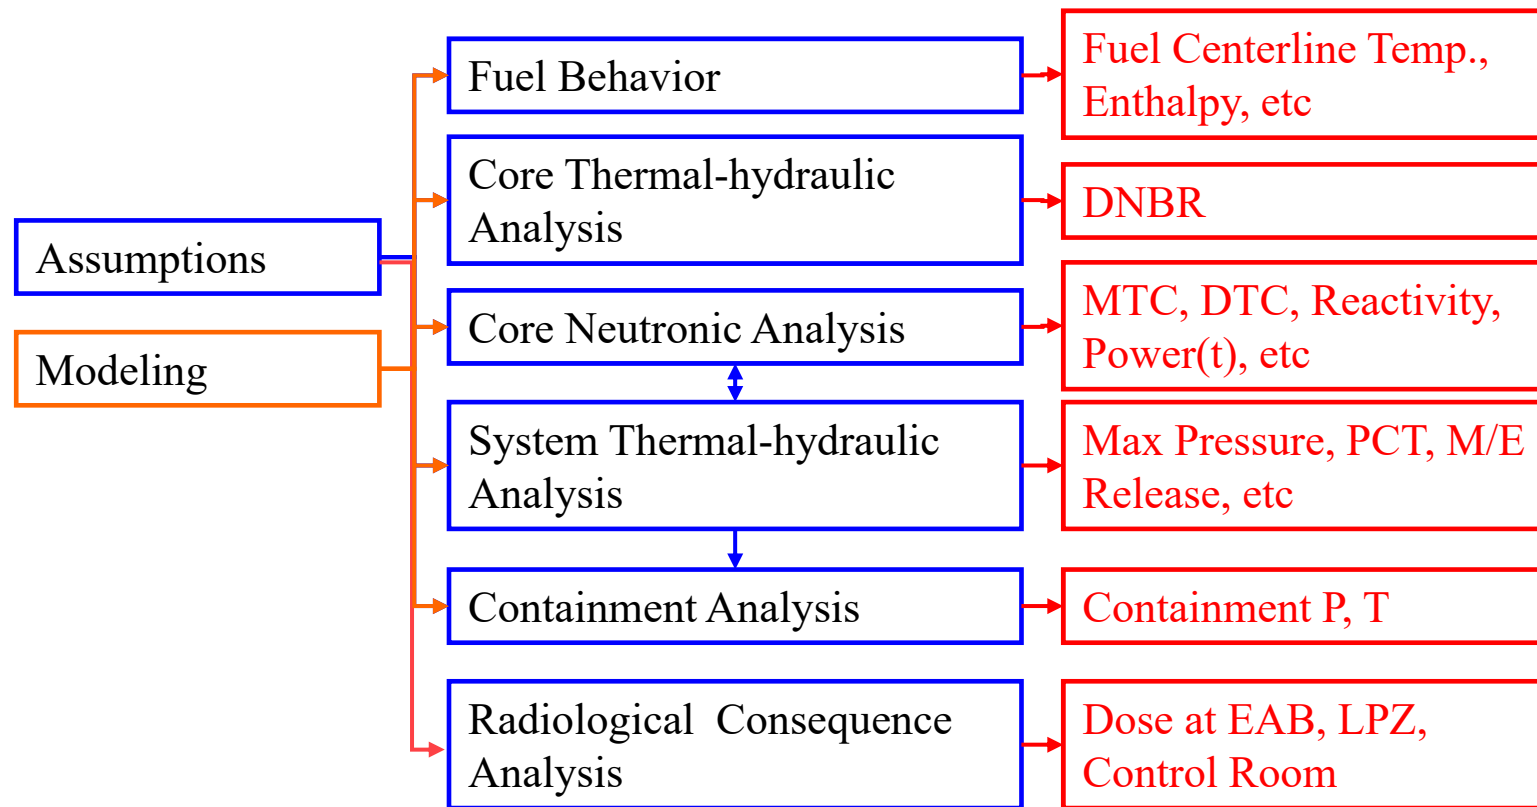 Fuel Behavior
Fuel Centerline Temp.,
Enthalpy, etc
Core Thermal-hydraulic
Analysis
DNBR
Assumptions
Modeling
Core Neutronic Analysis
MTC, DTC, Reactivity,
Power(t), etc
System Thermal-hydraulic
Analysis
Max Pressure, PCT, M/E
Release, etc
Containment Analysis
Containment P, T
Radiological  Consequence
Analysis
Dose at EAB, LPZ,
Control Room